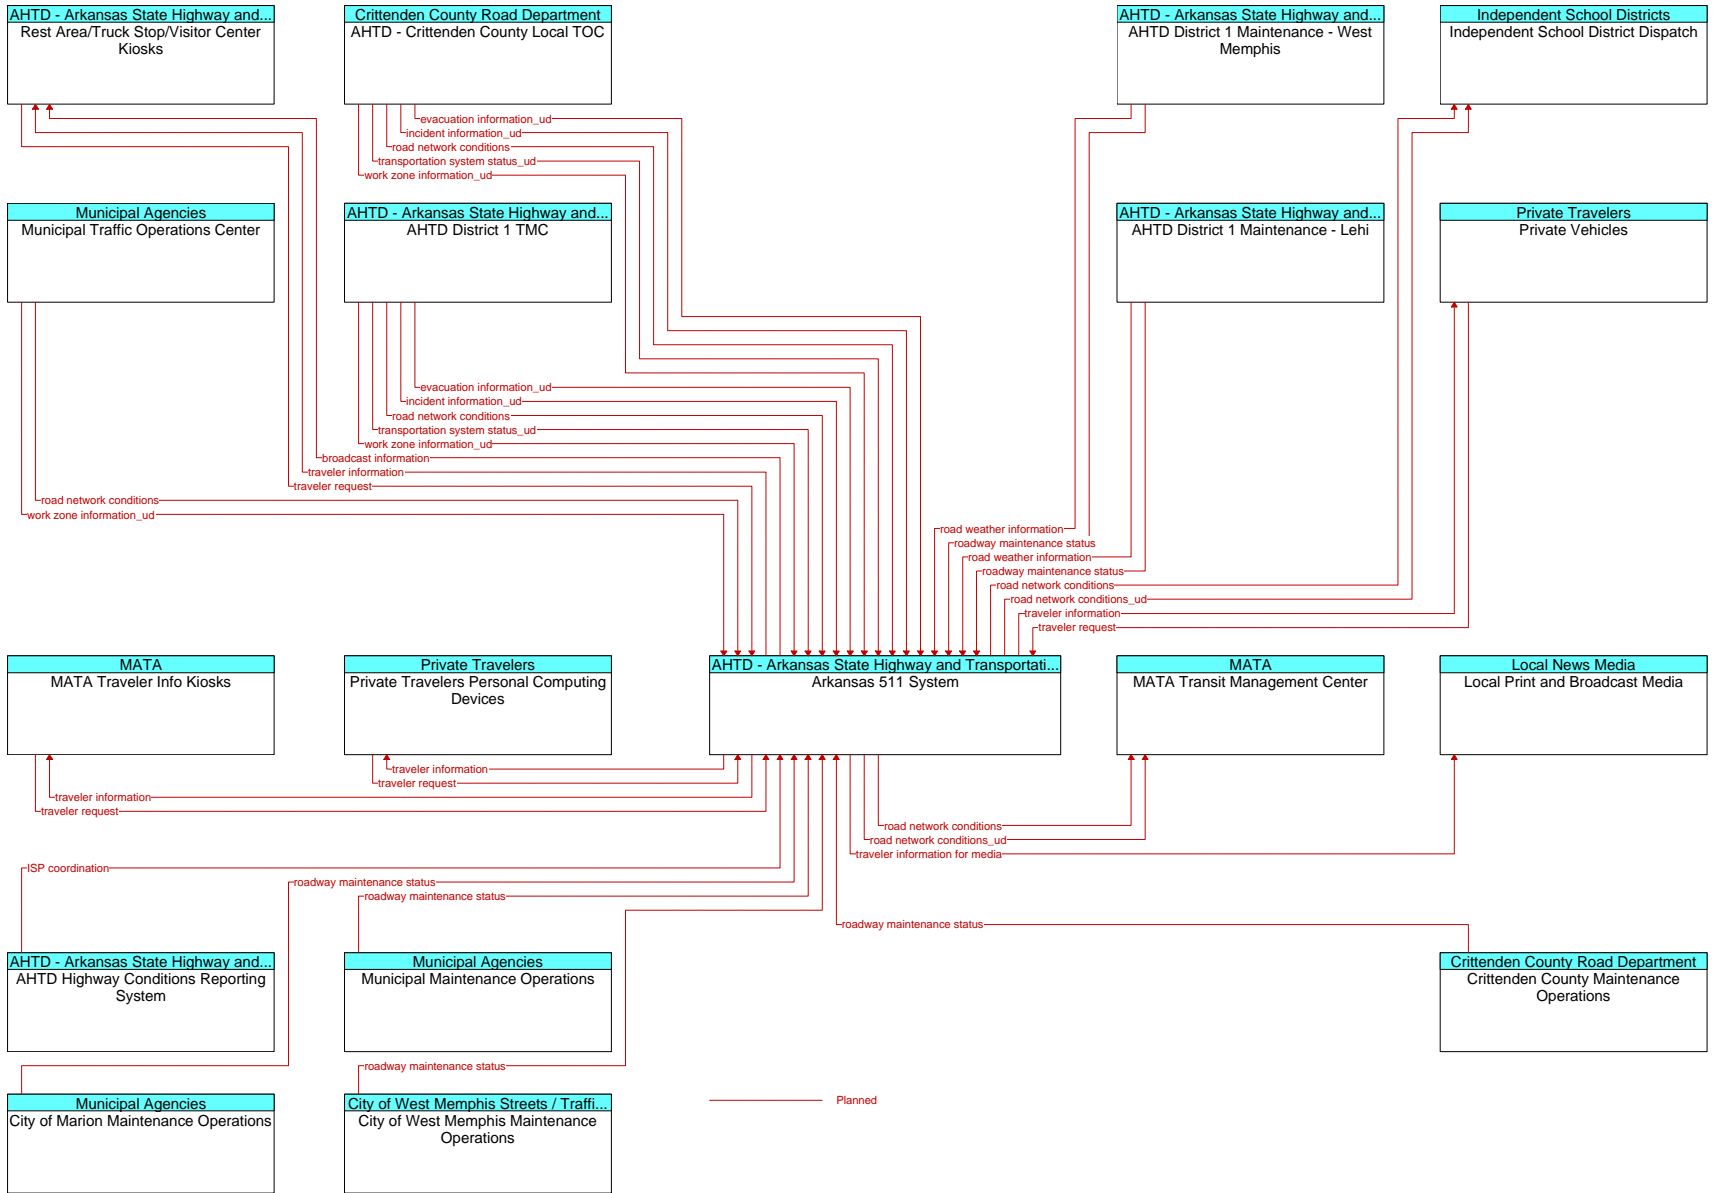 AHTD - Arkansas State Highway and...
Rest Area/Truck Stop/Visitor Center
Kiosks
Crittenden County Road Department
AHTD - Crittenden County Local TOC
AHTD - Arkansas State Highway and...
AHTD District 1 Maintenance - West
Memphis
Independent School Districts
Independent School District Dispatch
evacuation information_ud
incident information_ud
road network conditions
transportation system status_ud
work zone information_ud
Municipal Agencies
Municipal Traffic Operations Center
AHTD - Arkansas State Highway and...
AHTD District 1 TMC
AHTD - Arkansas State Highway and...
AHTD District 1 Maintenance - Lehi
Private Travelers
Private Vehicles
evacuation information_ud
incident information_ud
road network conditions
transportation system status_ud
work zone information_ud
broadcast information
traveler information
traveler request
road network conditions
work zone information_ud
road weather information
roadway maintenance status
road weather information
roadway maintenance status
road network conditions
road network conditions_ud
traveler information
traveler request
MATA
MATA Traveler Info Kiosks
Private Travelers
Private Travelers Personal Computing
Devices
AHTD - Arkansas State Highway and Transportati...
Arkansas 511 System
MATA
MATA Transit Management Center
Local News Media
Local Print and Broadcast Media
traveler information
traveler request
traveler information
traveler request
road network conditions
road network conditions_ud
traveler information for media
ISP coordination
roadway maintenance status
roadway maintenance status
roadway maintenance status
AHTD - Arkansas State Highway and...
AHTD Highway Conditions Reporting
System
Municipal Agencies
Municipal Maintenance Operations
Crittenden County Road Department
Crittenden County Maintenance
Operations
roadway maintenance status
Municipal Agencies
City of Marion Maintenance Operations
City of West Memphis Streets / Traffi...
City of West Memphis Maintenance
Operations
Planned